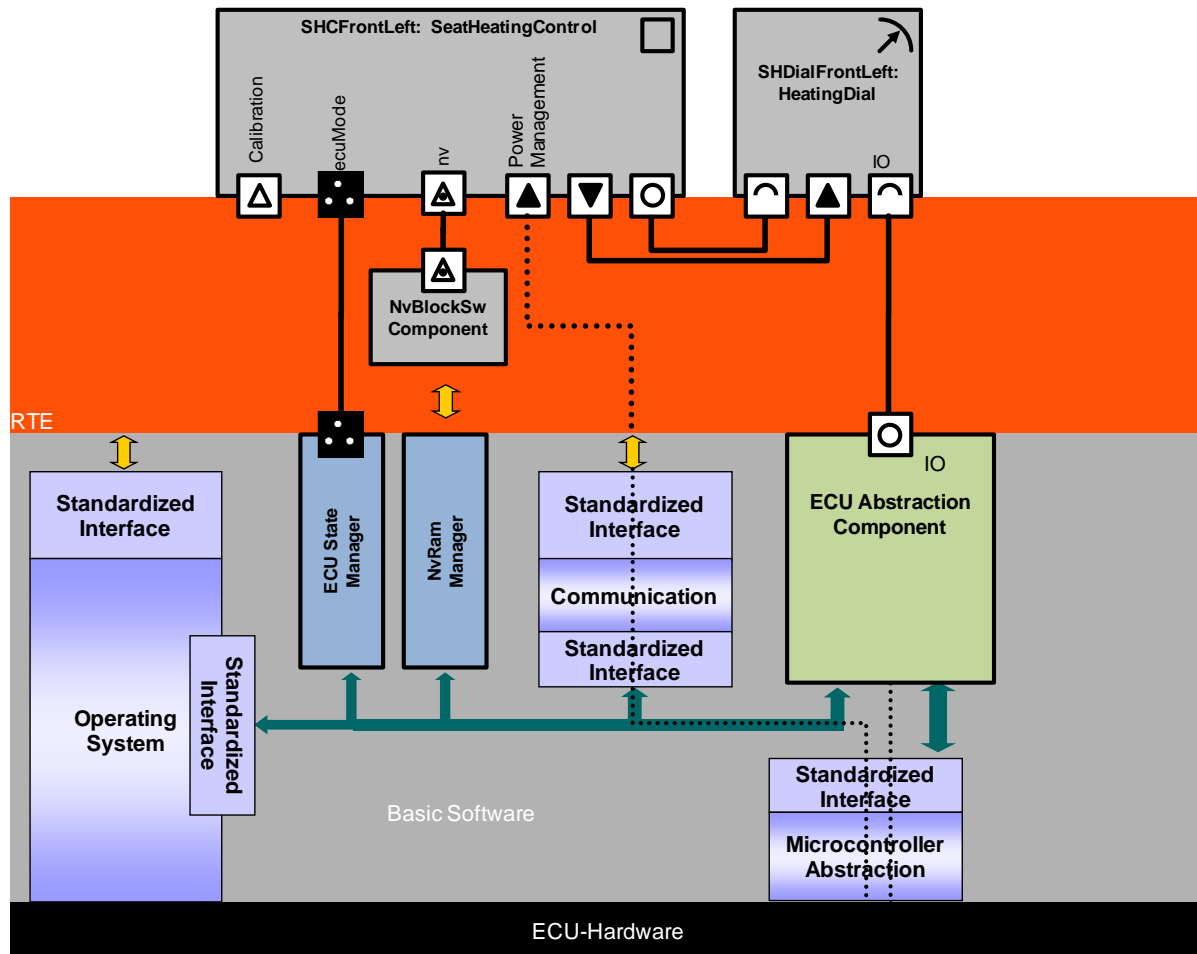 SHCFrontLeft: SeatHeatingControl
SHDialFrontLeft:
HeatingDial
Calibration
ecuMode
nv
Power
Management
IO
NvBlockSw
Component
RTE
Standardized
Interface
Operating
System
Standardized
Interface
ECU State
Manager
NvRam
Manager
Standardized
Interface
Communication
Standardized
Interface
IO
ECU Abstraction
Component
Basic Software
Standardized
Interface
Microcontroller
Abstraction
ECU-Hardware